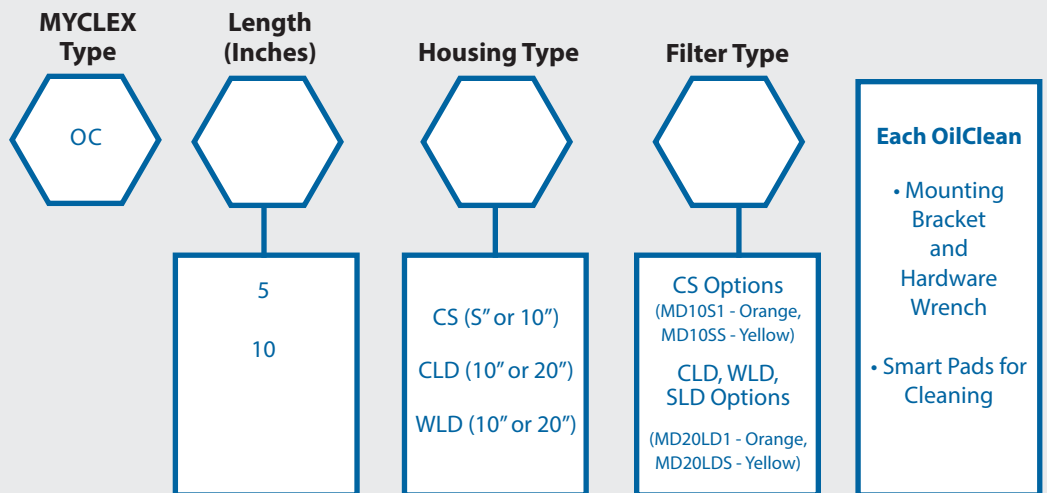 MYCLEX
Type
OC
Length
(Inches)
5
10
Housing Type
CS (S” or 10”)
CLD (10” or 20”)
WLD (10” or 20”)
Filter Type
CS Options
(MD10S1 - Orange,
MD10SS - Yellow)
CLD, WLD,
SLD Options
(MD20LD1 - Orange,
MD20LDS - Yellow)
Each OilClean
• Mounting
Bracket
and
Hardware
Wrench
• Smart Pads for
Cleaning